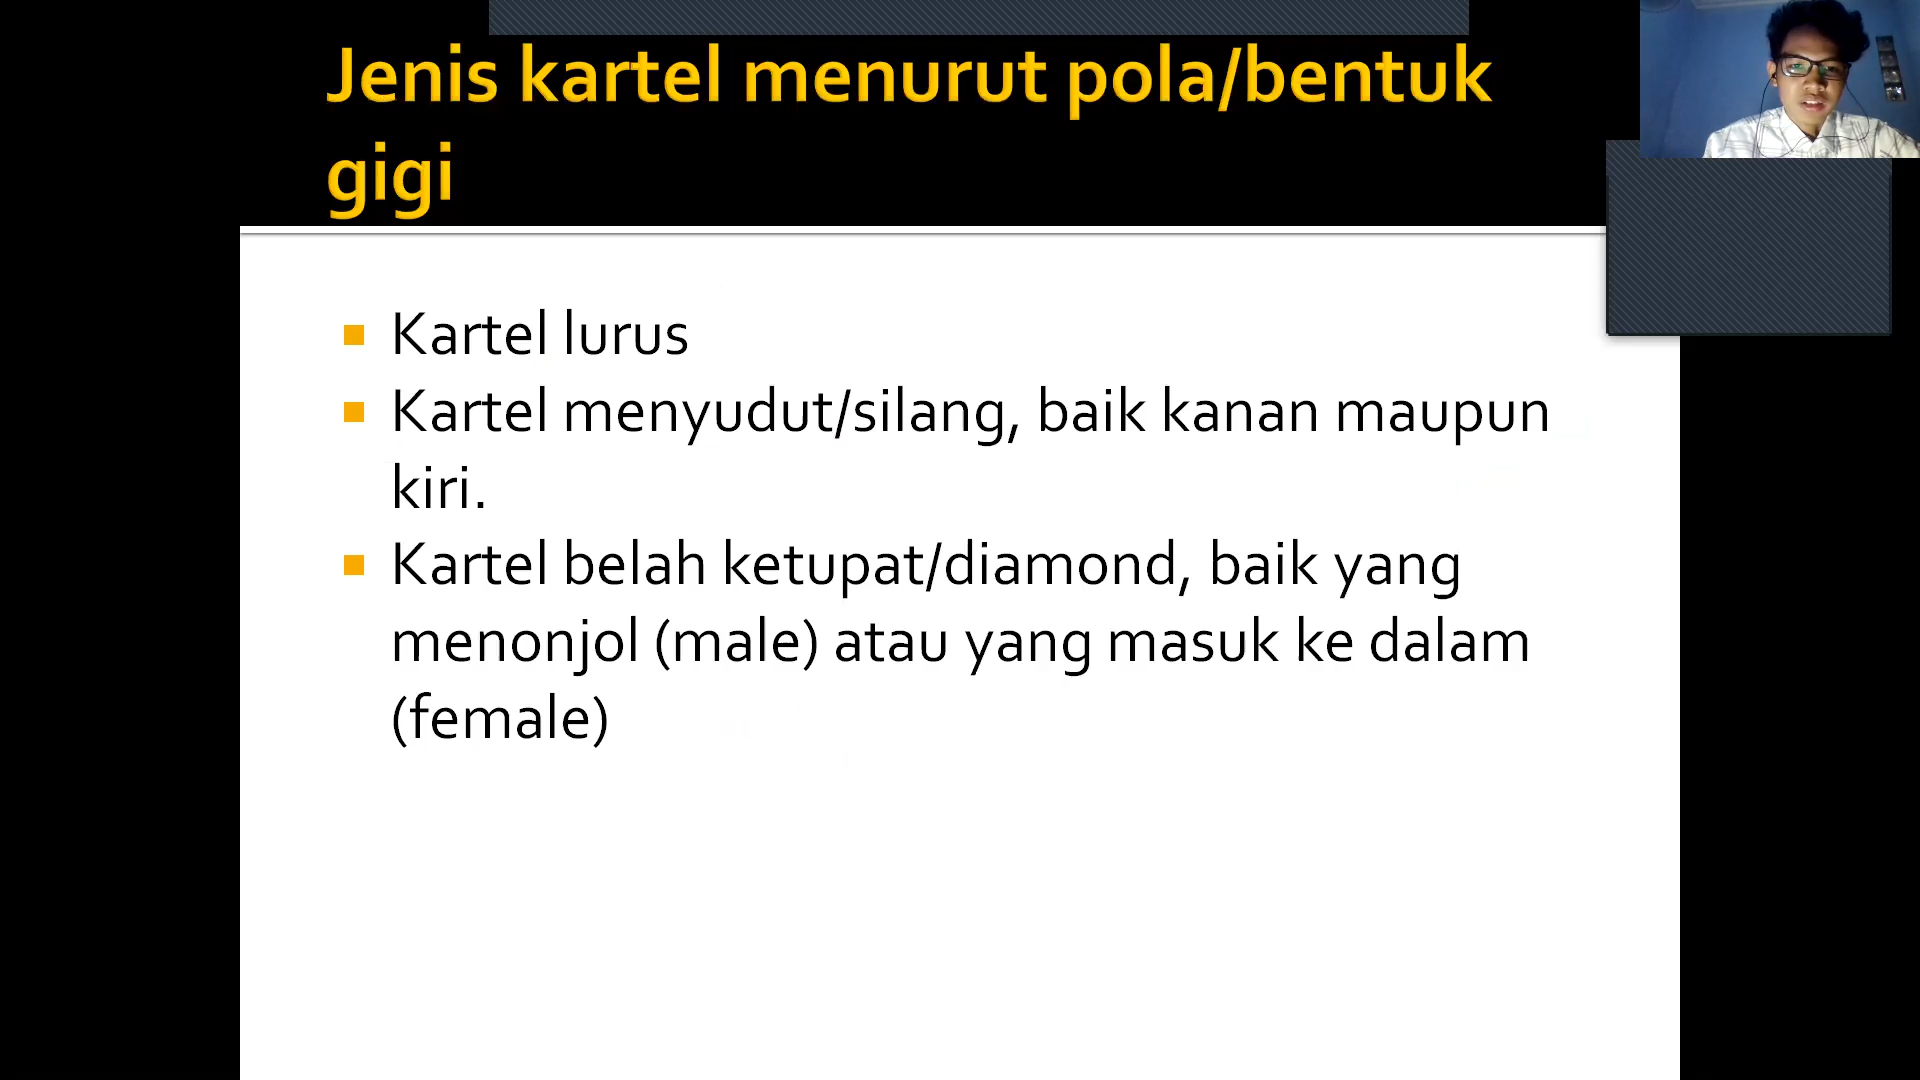 Jenis kartel menurut pola/bentuk
gigi
Kartel lurus
Kartel menyudut/silang, baik kanan maupun
kiri.
Kartel belah ketupat/diamond, baik yang
menonjol (male) atau yang masuk ke dalam
(female)